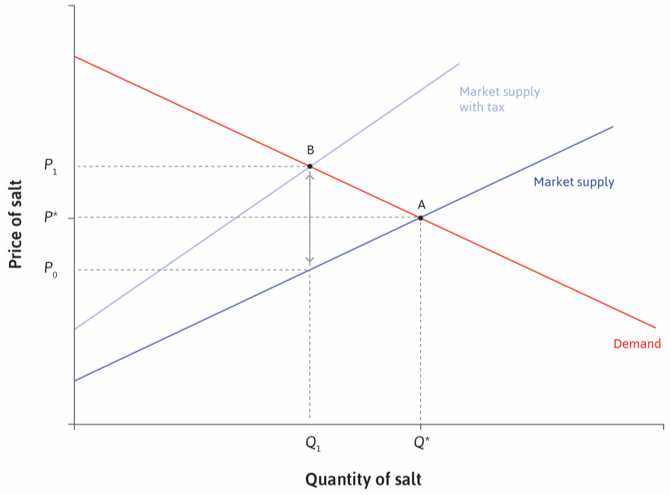 Market supply
with tax
B
P₁
Market supply
A
P*
Price of salt
P₀
Demand
Q₁
Q*
Quantity of salt